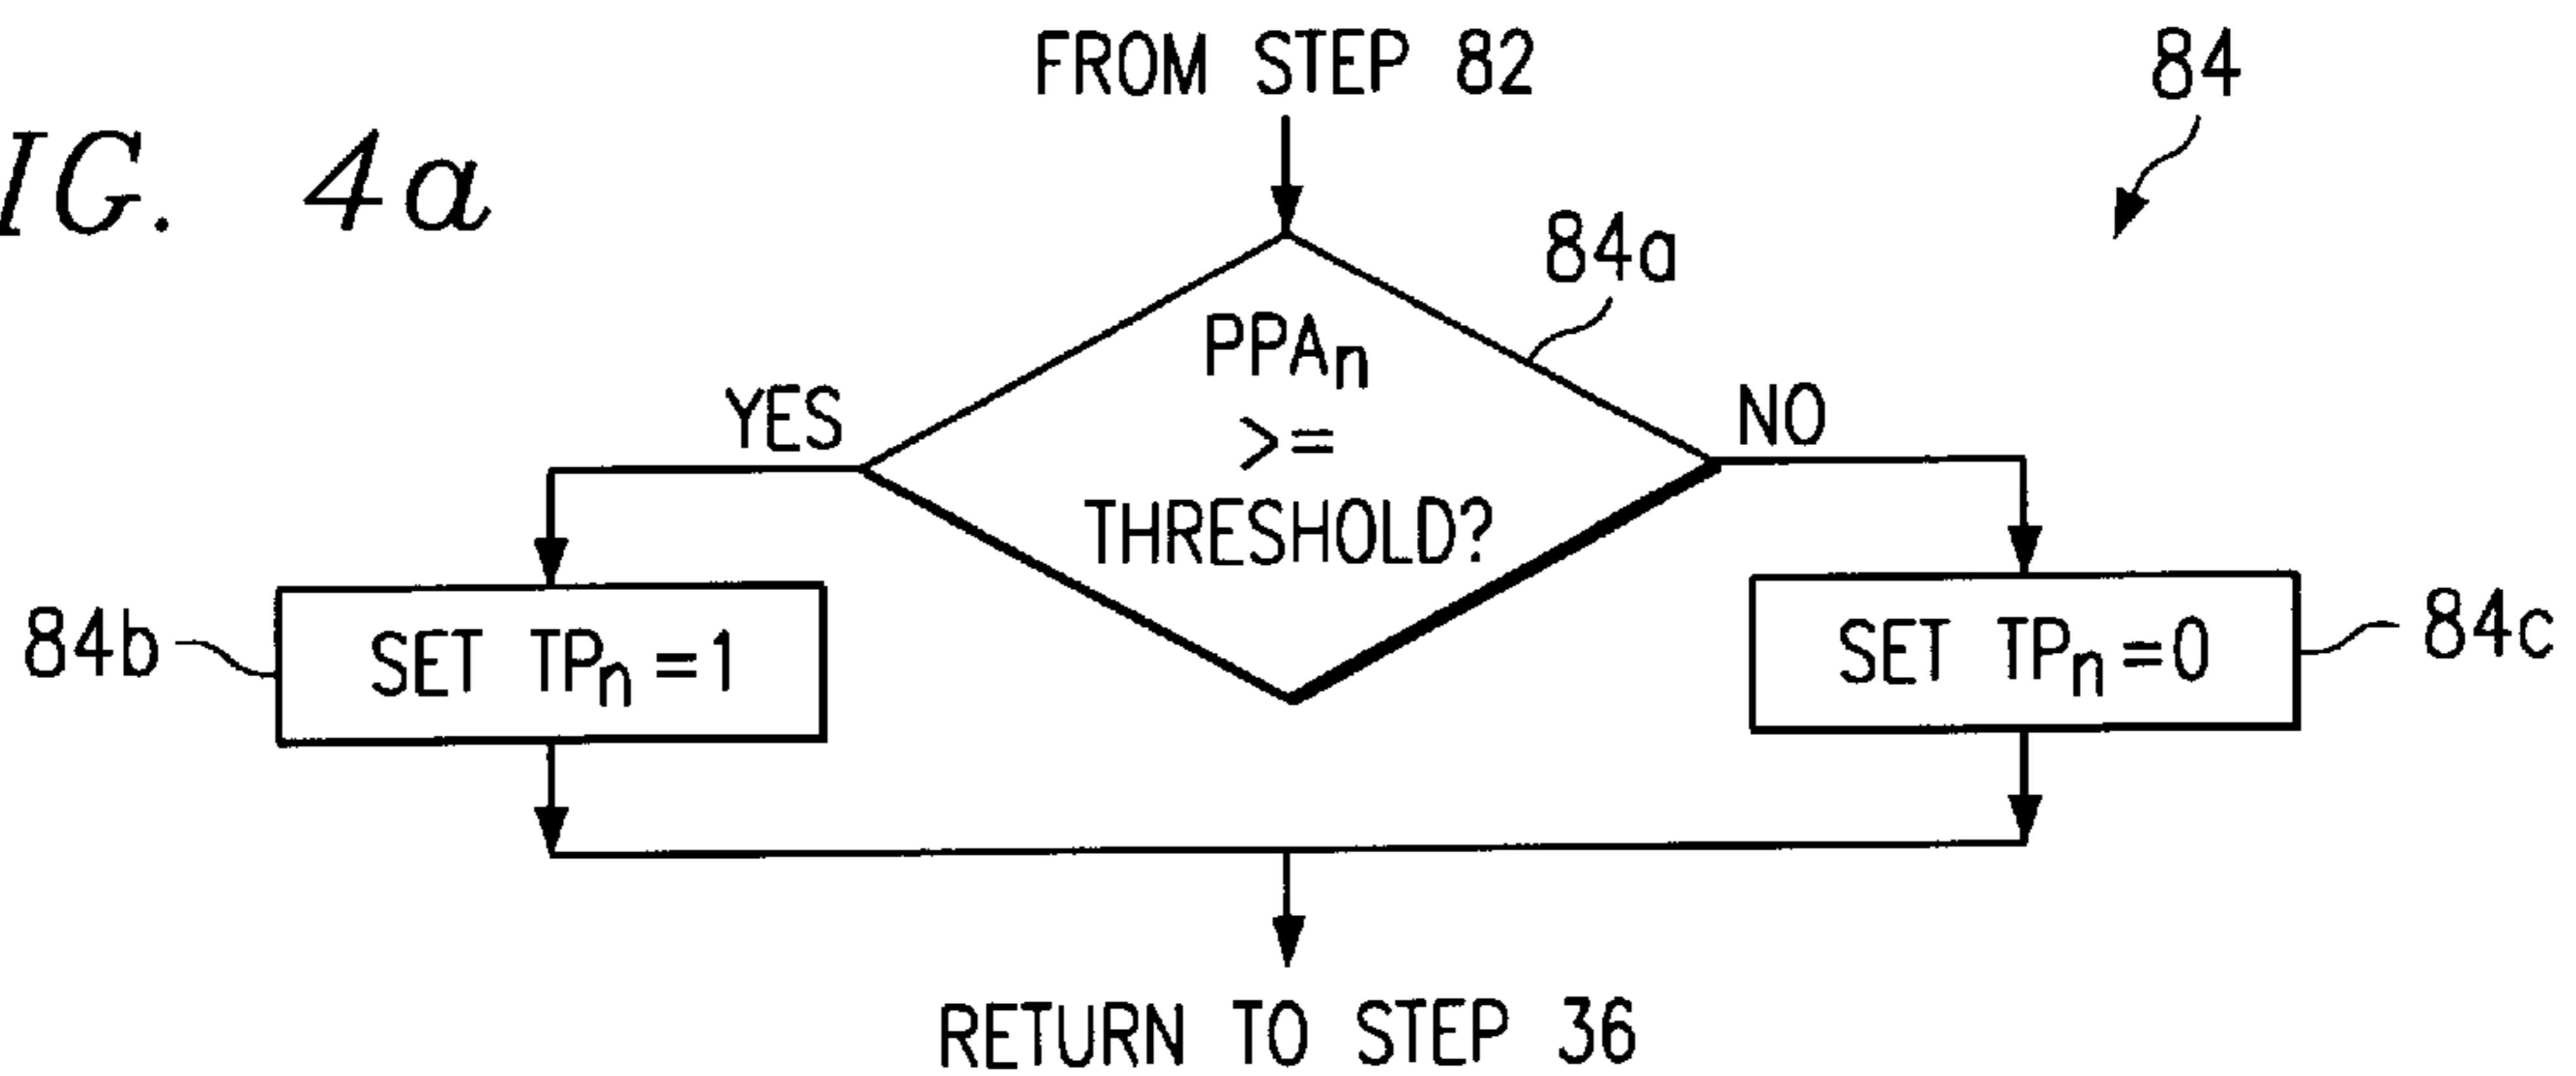 FROM STEP 82
84
IG. 4a
84a
PPAn
>=
THRESHOLD?
YES
NO
84b
SET TPn = 1
SET TPn = 0
84c
RETURN TO STEP 36